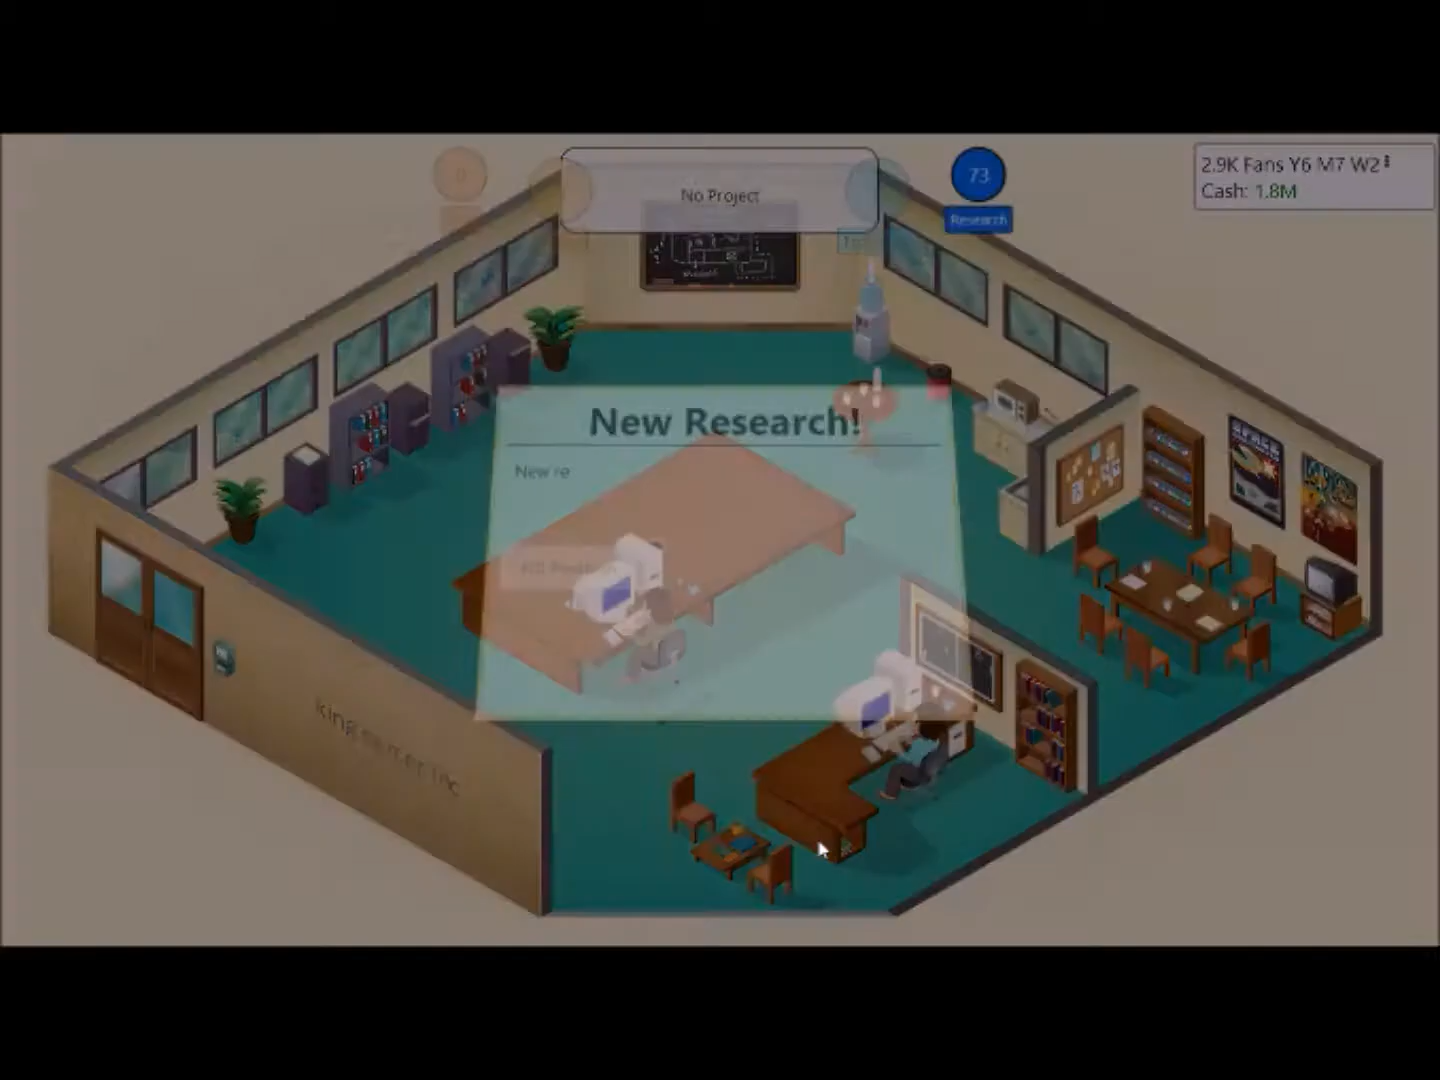 No Project
73
Research
2.9K Fans Y6 M7 W2
Cash: 1.8M
New Research!
New re